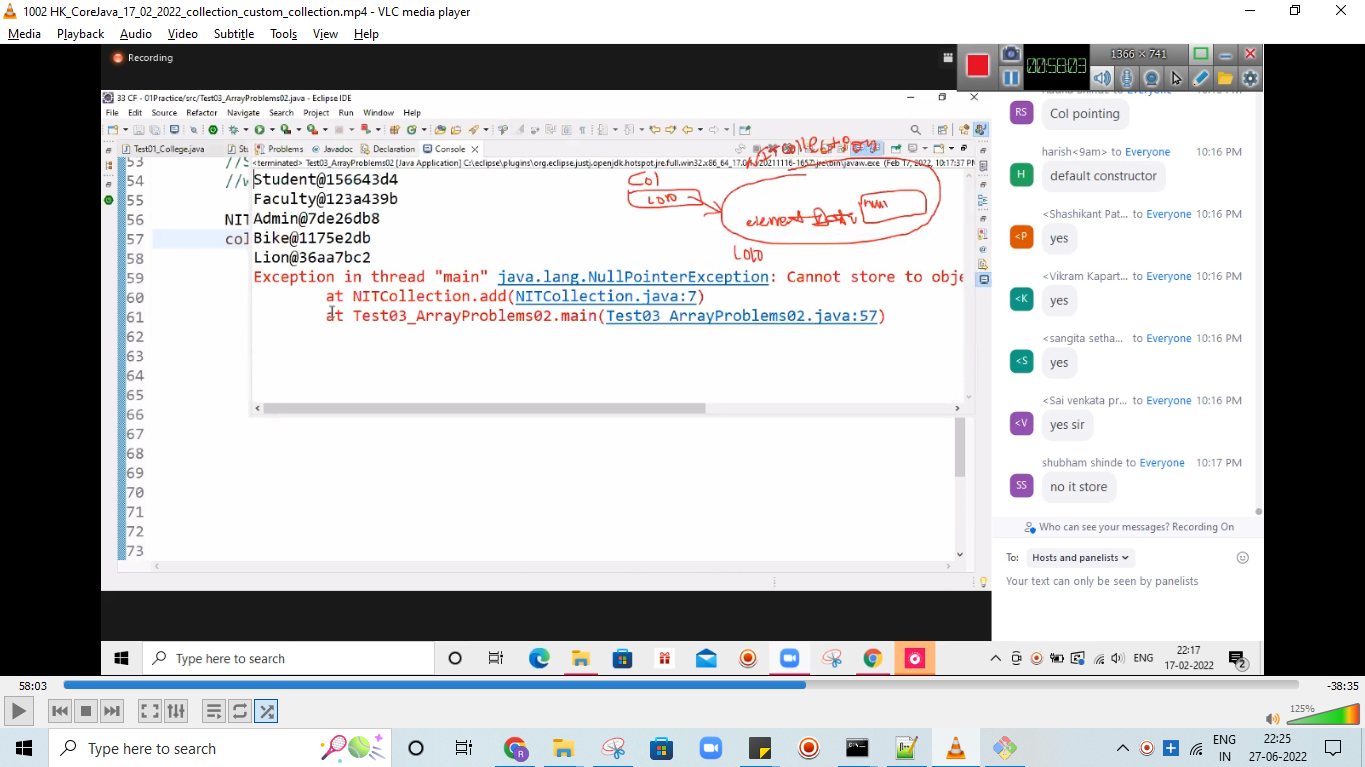 1002 HK_CoreJava_17_02_2022_collection_custom_collection.mp4 - VLC media player
Media Playback Audio Video Subtitle Tools View Help
Recording
1366 × 741
00:58:03
33 CF - 01Practice/src/Test03_ArrayProblems02.java - Eclipse IDE
File Edit Source Refactor Navigate Search Project Run Window Help
Test01_College.java
Problems Javadoc Declaration Console
<terminated> Test03_ArrayProblems02 [Java Application] C:\eclipse\plugins\org.eclipse.justj.openjdk.hotspot.jre.full.win32.x86_64_17.0
(Feb 17, 2022, 10:17:37 PM
53
54 //v Student@156643d4
55 Faculty@123a439b
56 NIT Admin@7de26db8
57 col Bike@1175e2db
58 Lion@36aa7bc2
59 Exception in thread "main" java.lang.NullPointerException: Cannot store to obje
60 at NITCollection.add(NITCollection.java:7)
61 at Test03_ArrayProblems02.main(Test03_ArrayProblems02.java:57)
62
63
64
65
66
67
68
69
70
71
72
73
Col
1010
element
null
1010
to Everyone
RS Col pointing
harish<9am> to Everyone 10:16 PM
H default constructor
<Shashikant Pat... to Everyone 10:16 PM
<P yes
<Vikram Kapart... to Everyone 10:16 PM
<K yes
<sangita setha... to Everyone 10:16 PM
<S yes
<Sai venkata pr... to Everyone 10:16 PM
<V yes sir
shubham shinde to Everyone 10:17 PM
SS no it store
Who can see your messages? Recording On
To: Hosts and panelists
Your text can only be seen by panelists
Type here to search
ENG
22:17
17-02-2022
2
58:03
-38:35
125%
Type here to search
ENG
IN
22:25
27-06-2022